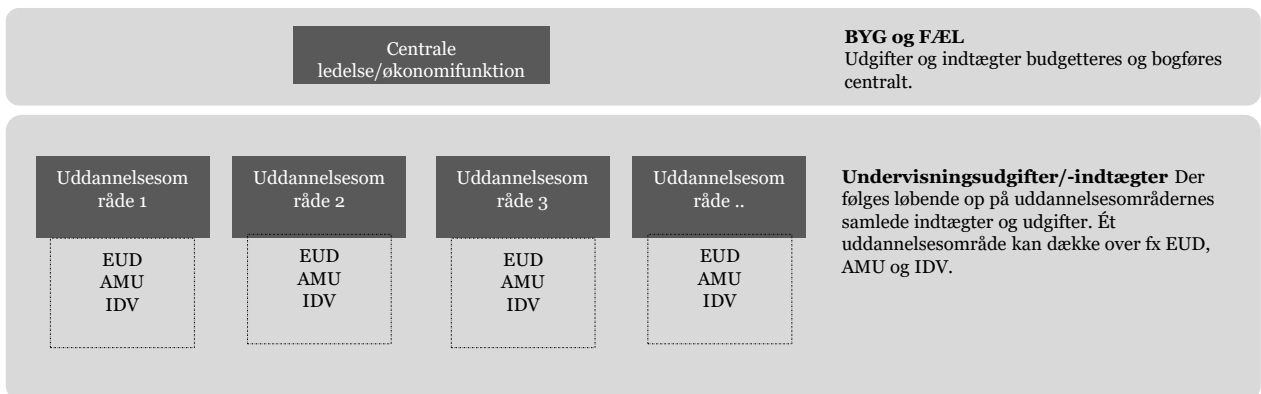 Centrale
ledelse/økonomifunktion
BYG og FÆL
Udgifter og indtægter budgetteres og bogføres
centralt.
Uddannelsesom
råde 1
EUD
AMU
IDV
Uddannelsesom
råde 2
EUD
AMU
IDV
Uddannelsesom
råde 3
EUD
AMU
IDV
Uddannelsesom
råde ..
EUD
AMU
IDV
Undervisningsudgifter/-indtægter Der
følges løbende op på uddannelsesområdernes
samlede indtægter og udgifter. Ét
uddannelsesområde kan dække over fx EUD,
AMU og IDV.